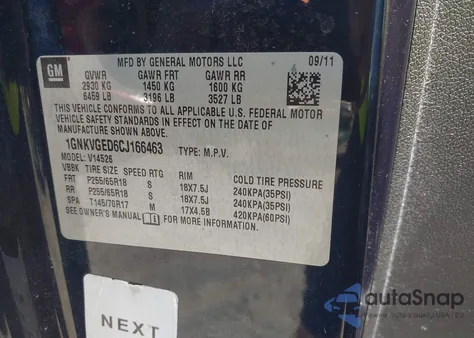 GM
MFD BY GENERAL MOTORS LLC 09/11
GVWR GAWR FRT GAWR RR
2930 KG 1450 KG 1600 KG
6459 LB 3196 LB 3527 LB
THIS VEHICLE CONFORMS TO ALL APPLICABLE U.S. FEDERAL MOTOR
VEHICLE SAFETY STANDARDS IN EFFECT ON THE DATE OF
MANUFACTURE SHOWN ABOVE.
1GNKVGED6CJ166463 TYPE: M.P.V.
V14526
VBBK TIRE SIZE SPEED RTG RIM COLD TIRE PRESSURE
FRT P255/65R18 S 18X7.5J 240KPA(35PSI)
RR P255/65R18 S 18X7.5J 240KPA(35PSI)
SPA T145/70R17 M 17X4.5B 420KPA(60PSI)
SEE OWNER'S MANUAL FOR MORE INFORMATION.
NEXT
autaSnap